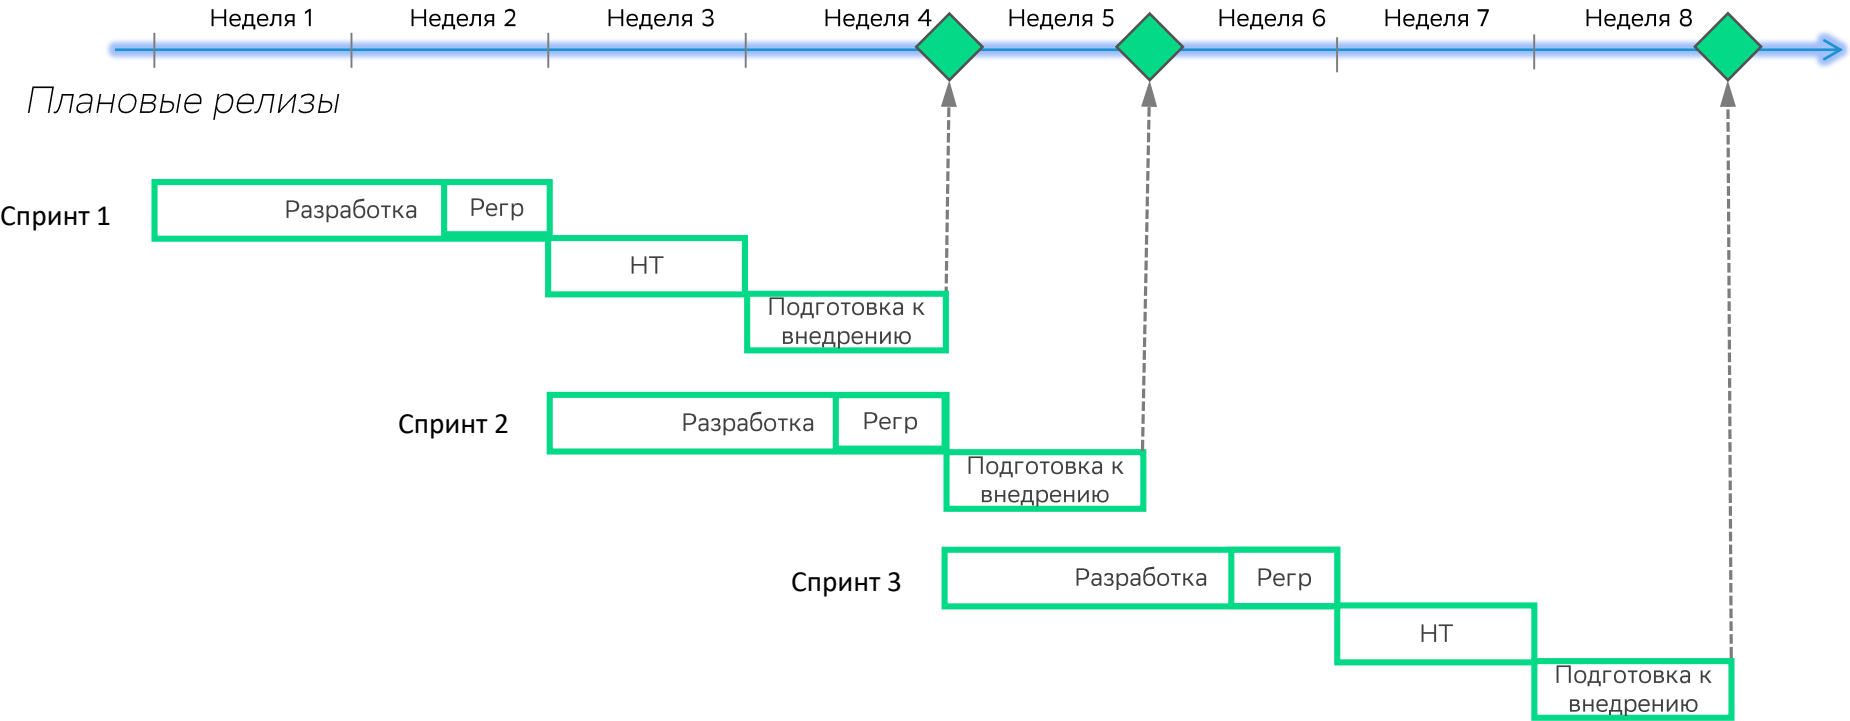 Неделя 1
Неделя 2
Неделя 3
Неделя 4
Неделя 5
Неделя 6
Неделя 7
Неделя 8
Плановые релизы
Спринт 1
Разработка
Регр
НТ
Подготовка к
внедрению
Спринт 2
Разработка
Регр
Подготовка к
внедрению
Спринт 3
Разработка
Регр
НТ
Подготовка к
внедрению